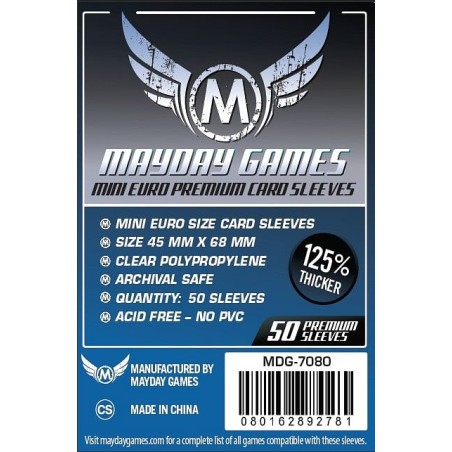 M
MAYDAY GAMES
MINI EURO PREMIUM CARD SLEEVES
MINI EURO SIZE CARD SLEEVES
SIZE 45 MM X 68 MM
CLEAR POLYPROPYLENE
ARCHIVAL SAFE
QUANTITY: 50 SLEEVES
ACID FREE – NO PVC
125%
THICKER
50 PREMIUM
SLEEVES
M
MANUFACTURED BY
MAYDAY GAMES
CS
MADE IN CHINA
MDG-7080
080162892781
Visit maydaygames.com for a complete list of all games compatible with these sleeves.